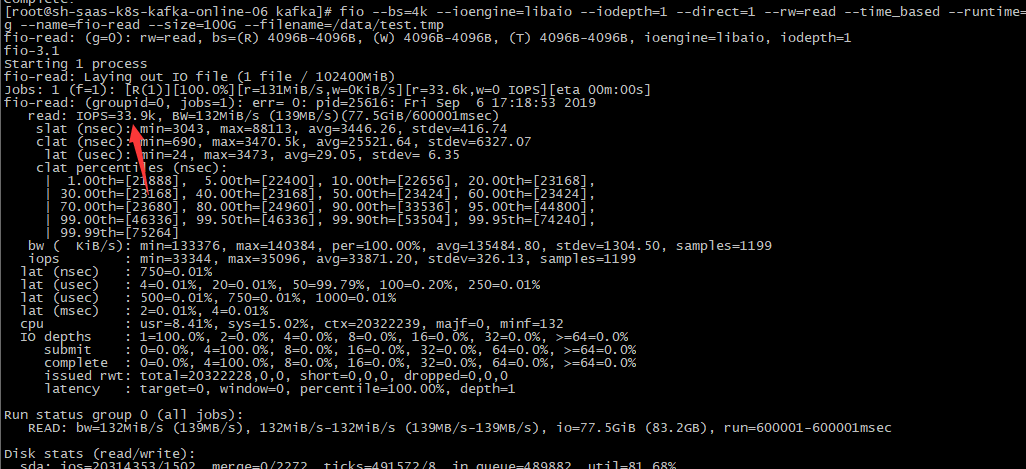 Complete!
[root@sh-saas-k8s-kafka-online-06 kafka]# fio --bs=4k --ioengine=libaio --iodepth=1 --direct=1 --rw=read --time_based --runtime=
g --name=fio-read --size=100G --filename=/data/test.tmp
fio-read: (g=0): rw=read, bs=(R) 4096B-4096B, (W) 4096B-4096B, (T) 4096B-4096B, ioengine=libaio, iodepth=1
fio-3.1
Starting 1 process
fio-read: Laying out IO file (1 file / 102400MiB)
Jobs: 1 (f=1): [R(1)][100.0%][r=131MiB/s,w=0KiB/s][r=33.6k,w=0 IOPS][eta 00m:00s]
fio-read: (groupid=0, jobs=1): err= 0: pid=25616: Fri Sep  6 17:18:53 2019
read: IOPS=33.9k, BW=132MiB/s (139MB/s)(77.5GiB/600001msec)
slat (nsec): min=3043, max=88113, avg=3446.26, stdev=416.74
clat (nsec): min=690, max=3470.5k, avg=25521.64, stdev=6327.07
lat (usec): min=24, max=3473, avg=29.05, stdev= 6.35
clat percentiles (nsec):
|  1.00th=[21888],  5.00th=[22400], 10.00th=[22656], 20.00th=[23168],
| 30.00th=[23168], 40.00th=[23168], 50.00th=[23424], 60.00th=[23424],
| 70.00th=[23680], 80.00th=[24960], 90.00th=[33536], 95.00th=[44800],
| 99.00th=[46336], 99.50th=[46336], 99.90th=[53504], 99.95th=[74240],
| 99.99th=[75264]
bw (  KiB/s): min=133376, max=140384, per=100.00%, avg=135484.80, stdev=1304.50, samples=1199
iops        : min=33344, max=35096, avg=33871.20, stdev=326.13, samples=1199
lat (nsec)   : 750=0.01%
lat (usec)   : 4=0.01%, 20=0.01%, 50=99.79%, 100=0.20%, 250=0.01%
lat (usec)   : 500=0.01%, 750=0.01%, 1000=0.01%
lat (msec)   : 2=0.01%, 4=0.01%
cpu          : usr=8.41%, sys=15.02%, ctx=20322239, majf=0, minf=132
IO depths    : 1=100.0%, 2=0.0%, 4=0.0%, 8=0.0%, 16=0.0%, 32=0.0%, >=64=0.0%
submit    : 0=0.0%, 4=100.0%, 8=0.0%, 16=0.0%, 32=0.0%, 64=0.0%, >=64=0.0%
complete  : 0=0.0%, 4=100.0%, 8=0.0%, 16=0.0%, 32=0.0%, 64=0.0%, >=64=0.0%
issued rwt: total=20322228,0,0, short=0,0,0, dropped=0,0,0
latency   : target=0, window=0, percentile=100.00%, depth=1
Run status group 0 (all jobs):
READ: bw=132MiB/s (139MB/s), 132MiB/s-132MiB/s (139MB/s-139MB/s), io=77.5GiB (83.2GB), run=600001-600001msec
Disk stats (read/write):
sda: ios=20314353/1502, merge=0/2272, ticks=491572/8, in_queue=489882, util=81.68%